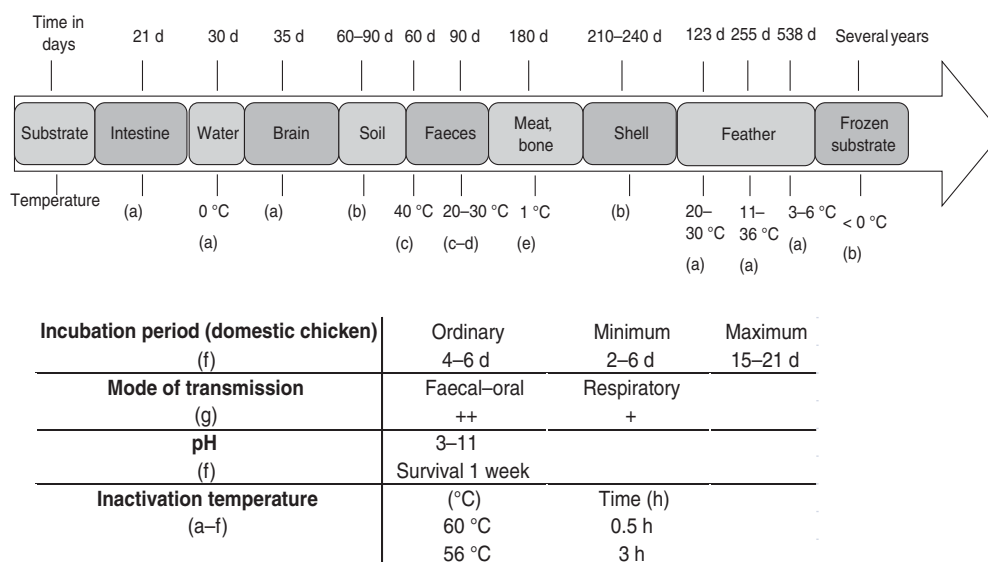 Time in
days
21 d
30 d
35 d
60–90 d
60 d
90 d
180 d
210–240 d
123 d
255 d
538 d
Several years
Substrate
Intestine
Water
Brain
Soil
Faeces
Meat,
bone
Shell
Feather
Frozen
substrate
Temperature
(a)
0 °C
(a)
(a)
(b)
40 °C
(c)
20–30 °C
(c–d)
1 °C
(e)
(b)
20–
30 °C
(a)
11–
36 °C
(a)
3–6 °C
(a)
< 0 °C
(b)
Incubation period (domestic chicken) Ordinary Minimum Maximum
(f) 4–6 d 2–6 d 15–21 d
Mode of transmission Faecal–oral Respiratory
(g) ++ +
pH 3–11
(f) Survival 1 week
Inactivation temperature (°C) Time (h)
(a–f) 60 °C 0.5 h
56 °C 3 h